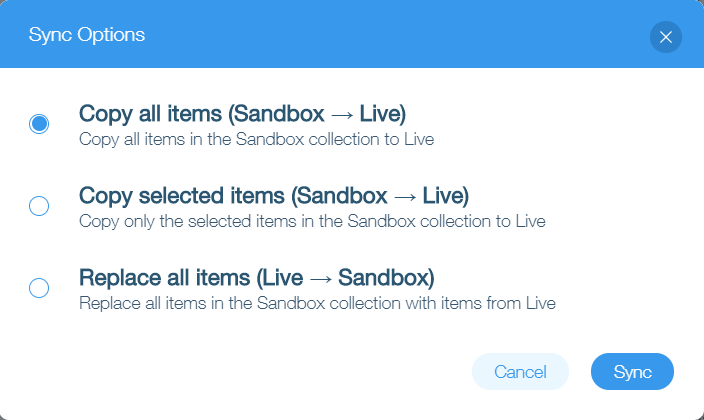 Sync Options
Copy all items (Sandbox → Live)
Copy all items in the Sandbox collection to Live
Copy selected items (Sandbox → Live)
Copy only the selected items in the Sandbox collection to Live
Replace all items (Live → Sandbox)
Replace all items in the Sandbox collection with items from Live
Cancel Sync